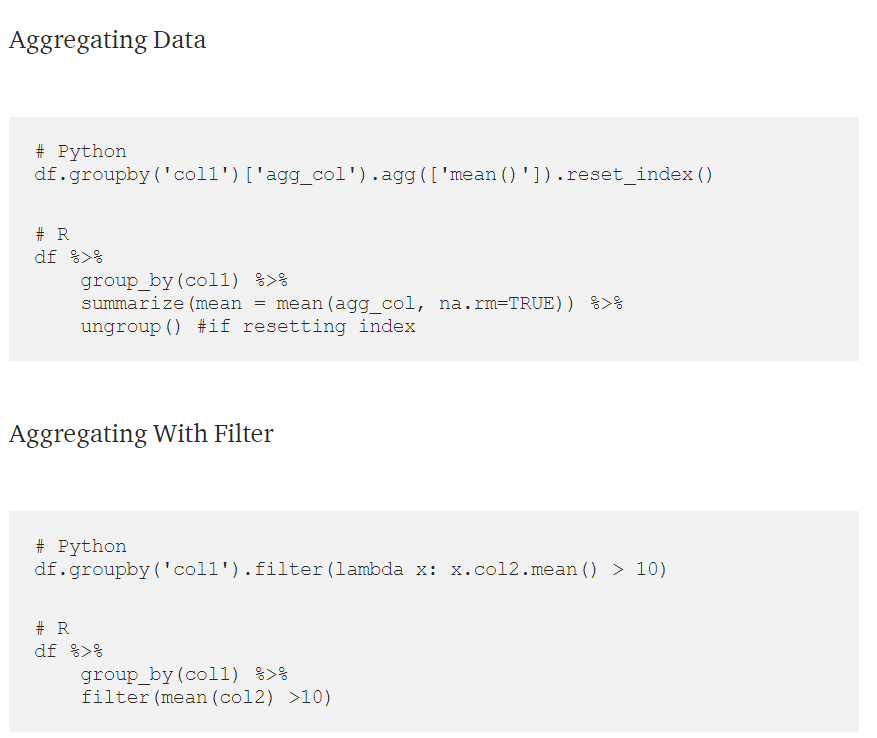 Aggregating Data
# Python
df.groupby('col1')['agg_col').agg(['mean()']).reset_index()
# R
df %>%
    group_by(col1) %>%
    summarize(mean = mean(agg_col, na.rm=TRUE)) %>%
    ungroup() #if resetting index
Aggregating With Filter
# Python
df.groupby('col1').filter(lambda x: x.col2.mean() > 10)
# R
df %>%
    group_by(col1) %>%
    filter(mean(col2) >10)